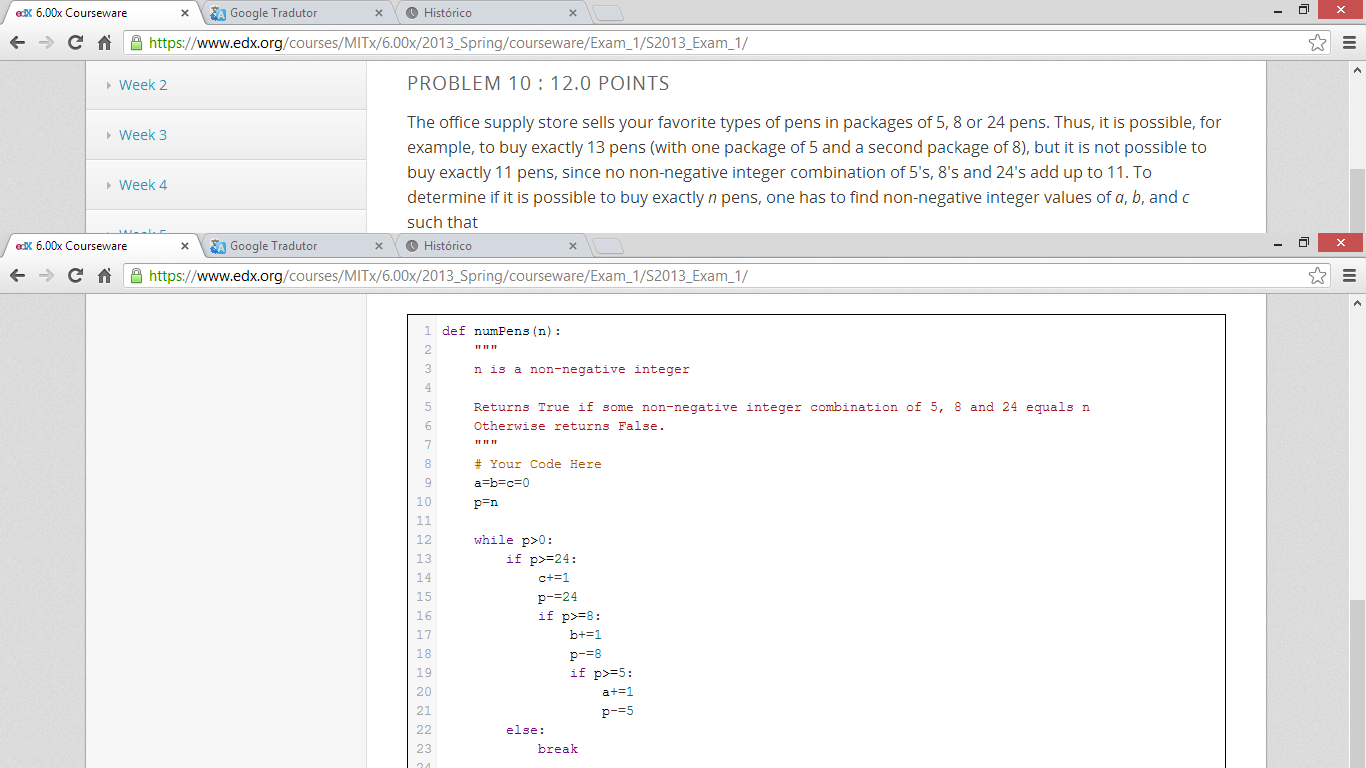 edX 6.00x Courseware × Google Tradutor × Histórico ×
https://www.edx.org/courses/MITx/6.00x/2013_Spring/courseware/Exam_1/S2013_Exam_1/
Week 2
Week 3
Week 4
PROBLEM 10 : 12.0 POINTS
The office supply store sells your favorite types of pens in packages of 5, 8 or 24 pens. Thus, it is possible, for
example, to buy exactly 13 pens (with one package of 5 and a second package of 8), but it is not possible to
buy exactly 11 pens, since no non-negative integer combination of 5's, 8's and 24's add up to 11. To
determine if it is possible to buy exactly n pens, one has to find non-negative integer values of a, b, and c
such that
edX 6.00x Courseware × Google Tradutor × Histórico ×
https://www.edx.org/courses/MITx/6.00x/2013_Spring/courseware/Exam_1/S2013_Exam_1/
1 def numPens(n):
2     """
3     n is a non-negative integer
4
5     Returns True if some non-negative integer combination of 5, 8 and 24 equals n
6     Otherwise returns False.
7     """
8     # Your Code Here
9     a=b=c=0
10     p=n
11
12     while p>0:
13         if p>=24:
14             c+=1
15             p-=24
16             if p>=8:
17                 b+=1
18                 p-=8
19                 if p>=5:
20                     a+=1
21                     p-=5
22         else:
23             break